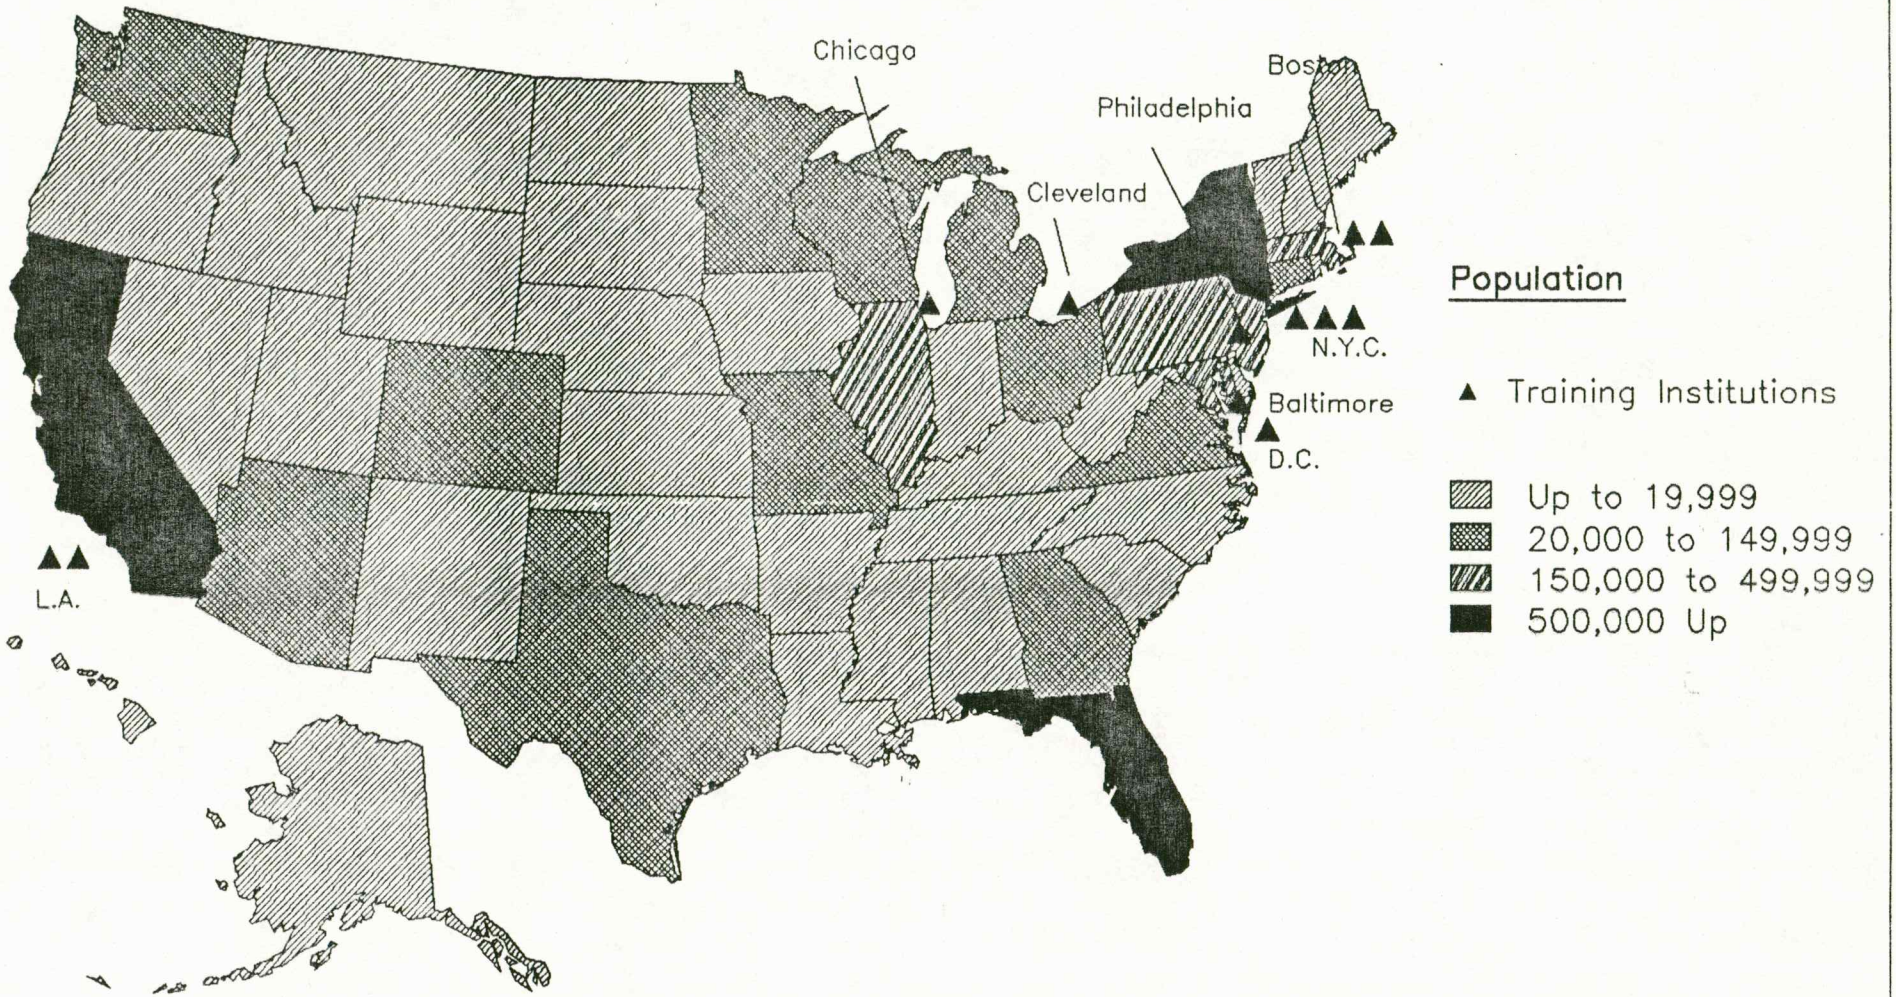 Chicago
Boston
Philadelphia
Cleveland
N.Y.C.
Baltimore
D.C.
L.A.
Population
▲ Training Institutions
Up to 19,999
20,000 to 149,999
150,000 to 499,999
500,000 Up